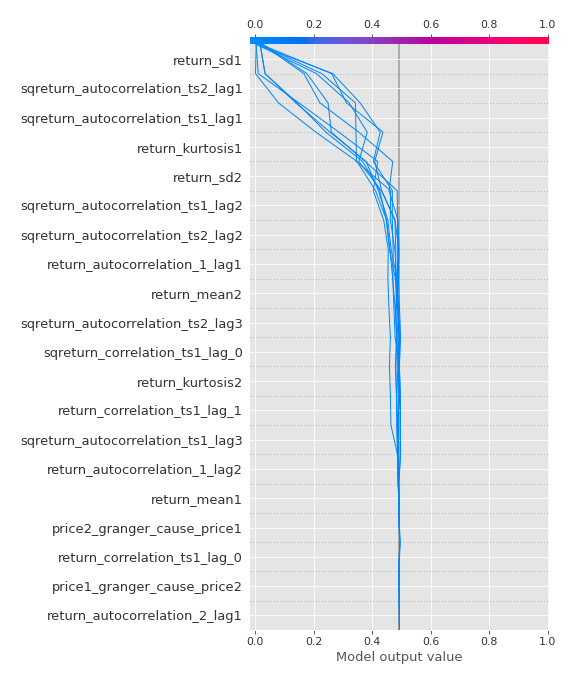 0.0 0.2 0.4 0.6 0.8 1.0
return_sd1
sqreturn_autocorrelation_ts2_lag1
sqreturn_autocorrelation_ts1_lag1
return_kurtosis1
return_sd2
sqreturn_autocorrelation_ts1_lag2
sqreturn_autocorrelation_ts2_lag2
return_autocorrelation_1_lag1
return_mean2
sqreturn_autocorrelation_ts2_lag3
sqreturn_correlation_ts1_lag_0
return_kurtosis2
return_correlation_ts1_lag_1
sqreturn_autocorrelation_ts1_lag3
return_autocorrelation_1_lag2
return_mean1
price2_granger_cause_price1
return_correlation_ts1_lag_0
price1_granger_cause_price2
return_autocorrelation_2_lag1
0.0 0.2 0.4 0.6 0.8 1.0
Model output value